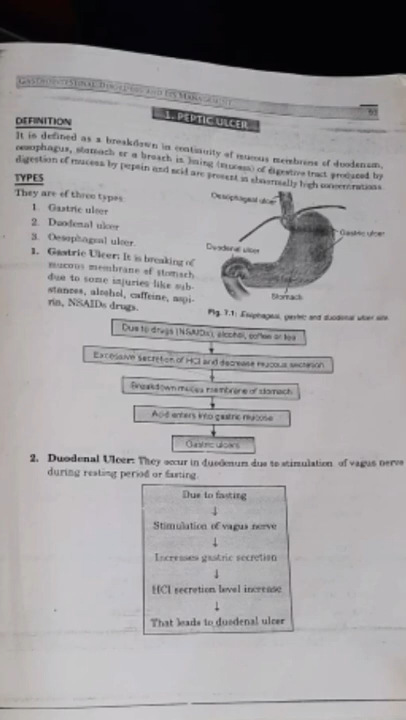 GASTROINTESTINAL DISORDERS AND ITS MANAGEMENT
1. PEPTIC ULCER
DEFINITION
It is defined as a breakdown in continuity of mucous membrane of duodenum,
oesophagus, stomach or a breach in lining (mucosa) of digestive tract produced by
digestion of mucosa by pepsin and acid are present in abnormally high concentrations.
TYPES
They are of three types
1. Gastric ulcer
2. Duodenal ulcer
3. Oesophageal ulcer.
1. Gastric Ulcer: It is breaking of
mucous membrane of stomach
due to some injuries like sub-
stances, alcohol, caffeine, aspi-
rin, NSAIDs drugs.
Oesophageal ulcer
Gastric ulcer
Duodenal ulcer
Stomach
Fig. 7.1: Esophageal, gastric and duodenal ulcer site
Due to drugs (NSAIDs), alcohol, coffee or tea
Excessive secretion of HCl and decrease mucous secretion
Breakdown mucos membrane of stomach
Acid enters into gastric mucose
Gastric ulcers
2. Duodenal Ulcer: They occur in duodenum due to stimulation of vagus nerve
during resting period or fasting.
Due to fasting
↓
Stimulation of vagus nerve
↓
Increases gastric secretion
↓
HCl secretion level increase
↓
That leads to duodenal ulcer